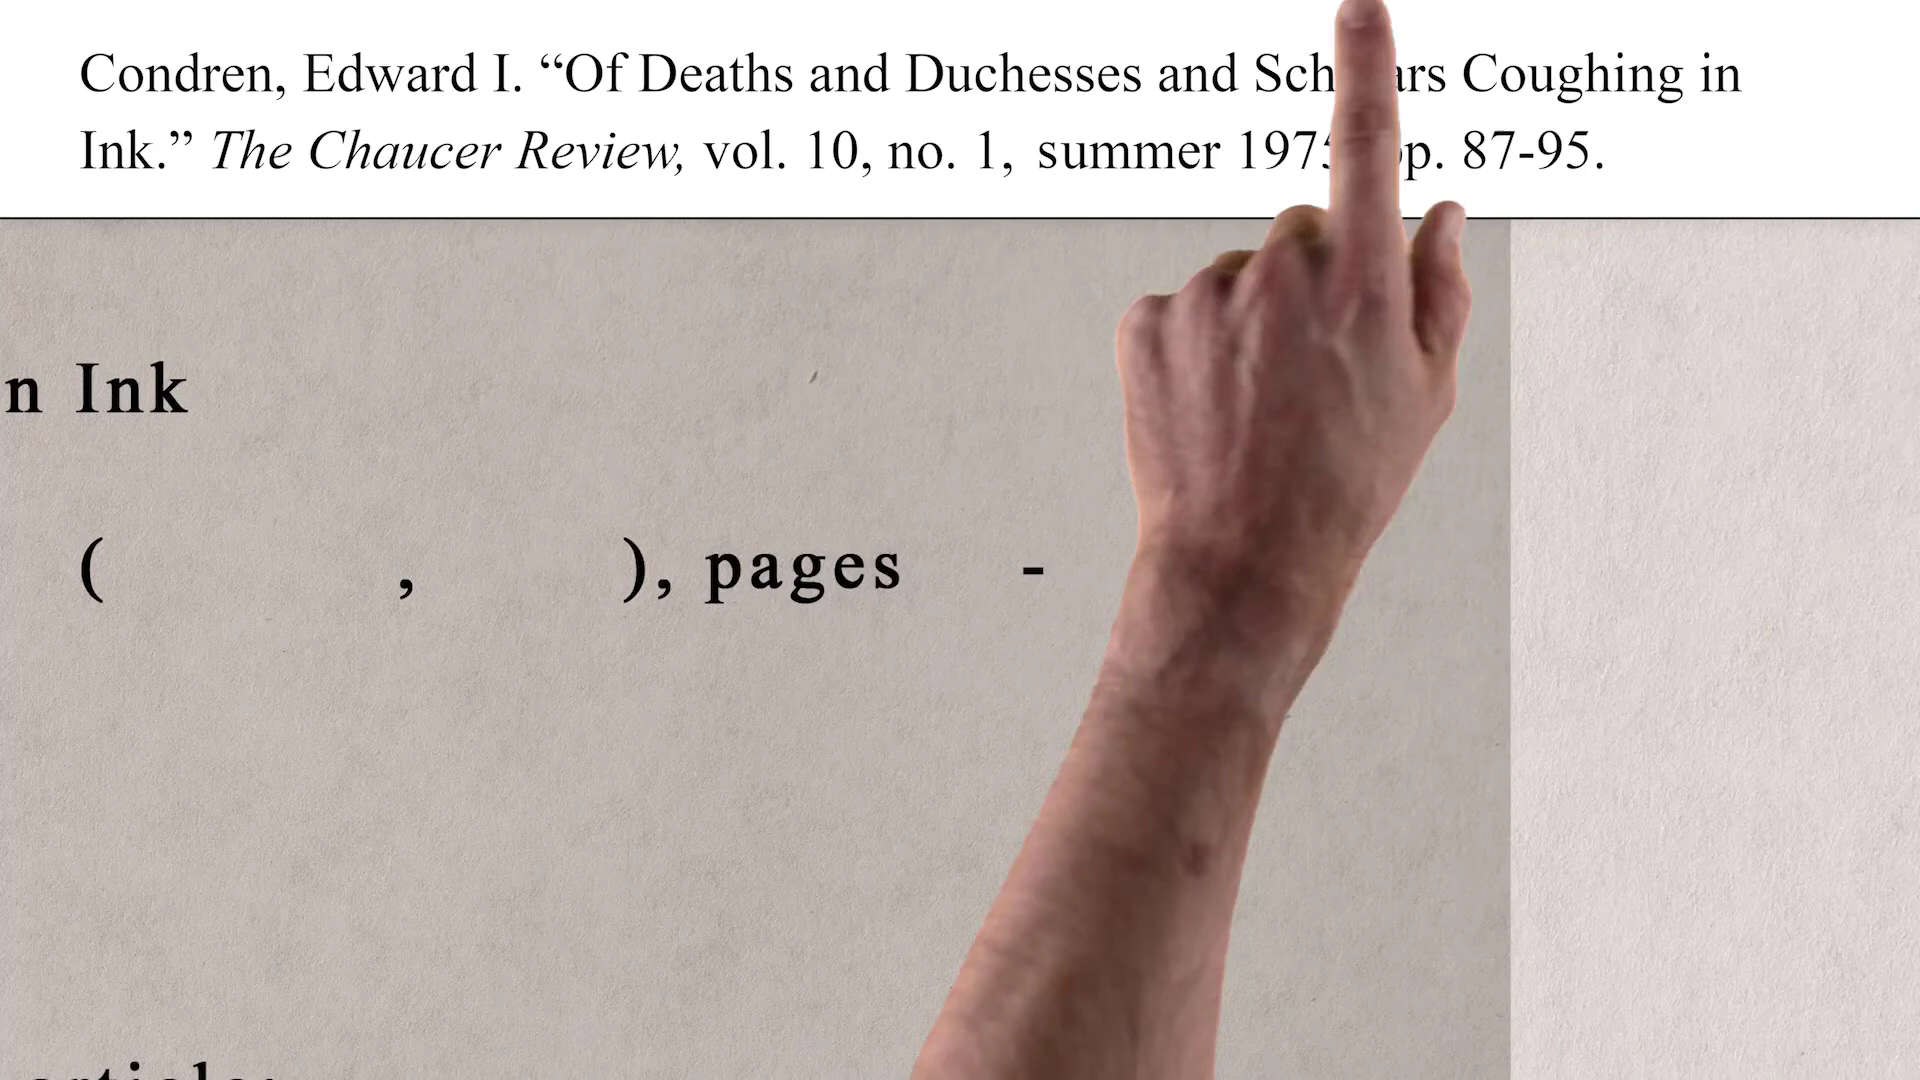 Condren, Edward I. “Of Deaths and Duchesses and Coughing in
Ink.” The Chaucer Review, vol. 10, no. 1, summer 87-95.
n Ink
( , ), pages -